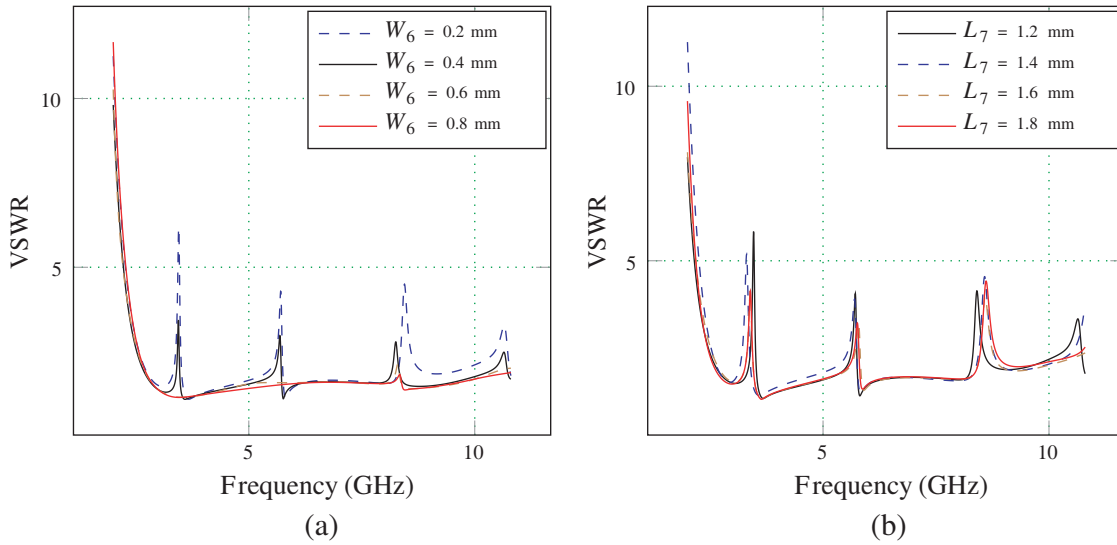 VSWR
10
5
5
10
Frequency (GHz)
W6 = 0.2 mm
W6 = 0.4 mm
W6 = 0.6 mm
W6 = 0.8 mm
(a)
VSWR
10
5
5
10
Frequency (GHz)
L7 = 1.2 mm
L7 = 1.4 mm
L7 = 1.6 mm
L7 = 1.8 mm
(b)